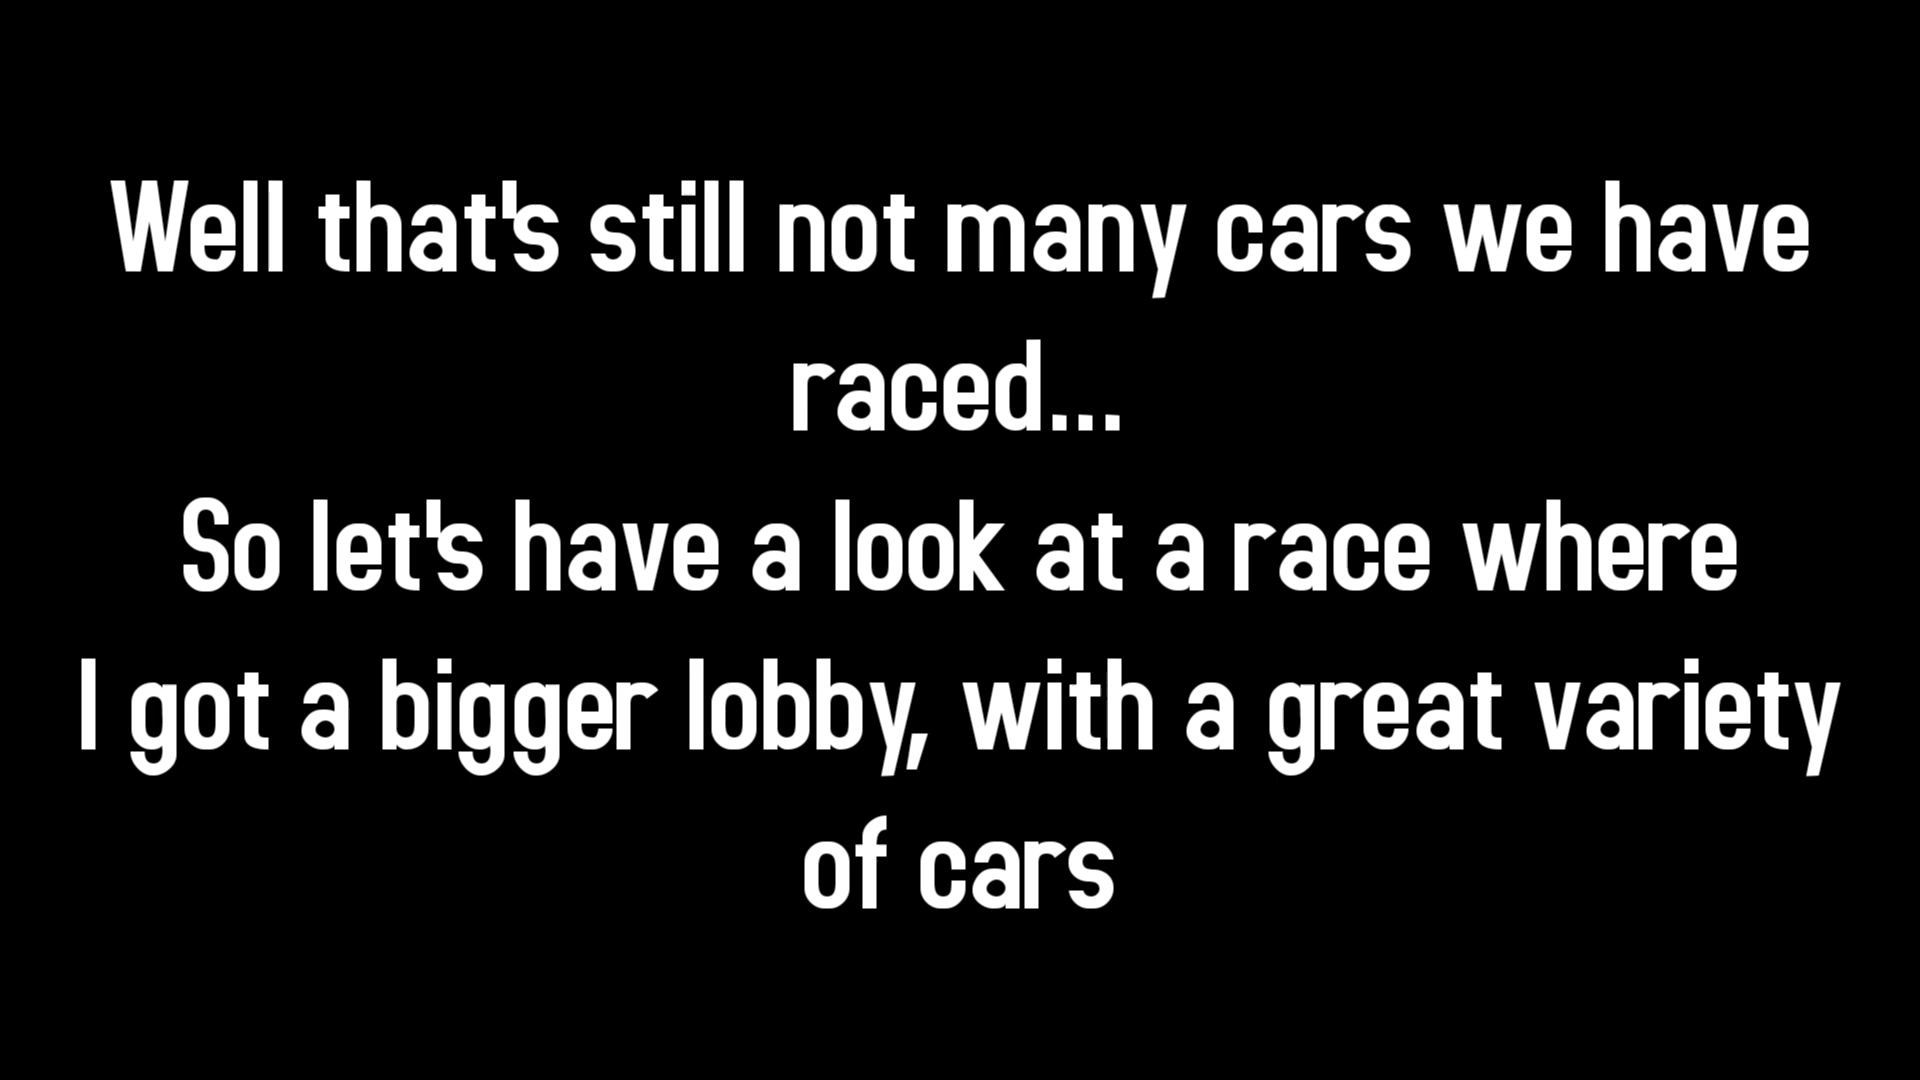 Well that's still not many cars we have
raced...
So let's have a look at a race where
I got a bigger lobby, with a great variety
of cars